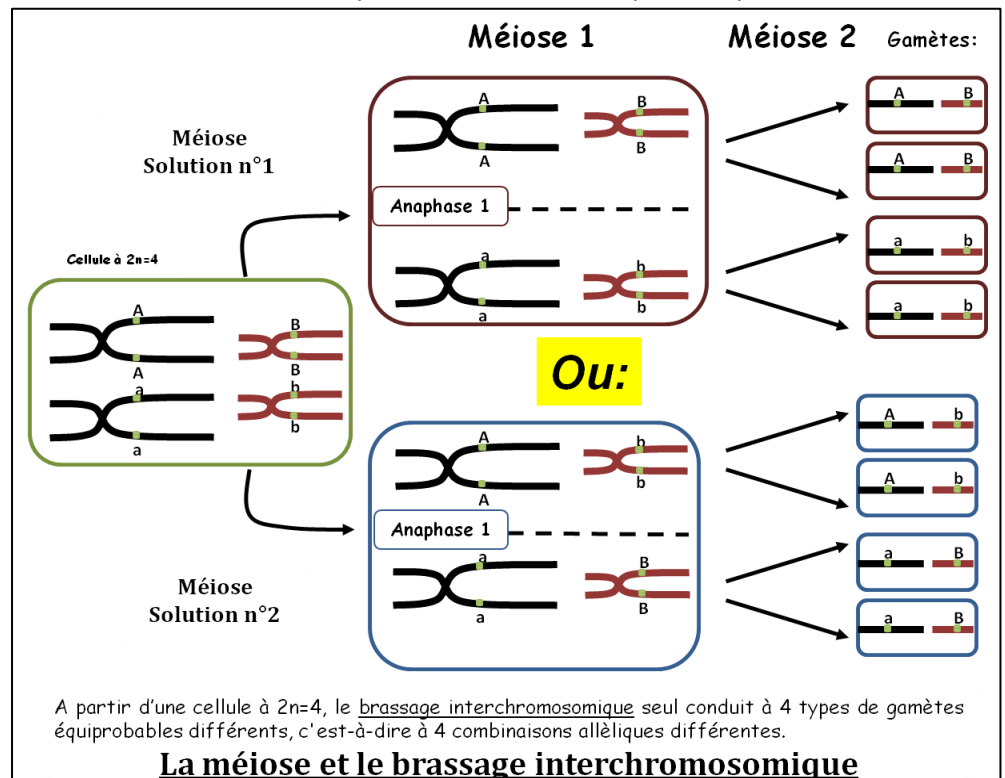 Méiose 1
Méiose 2
Gamètes:
Méiose
Solution n°1
A
A
B
B
Anaphase 1
a
a
b
b
A B
A B
a b
a b
Cellule à 2n=4
A
A
a
a
B
B
b
b
Ou:
A
A
b
b
Anaphase 1
a
a
B
B
A b
A b
a B
a B
Méiose
Solution n°2
A partir d'une cellule à 2n=4, le brassage interchromosomique seul conduit à 4 types de gamètes
équiprobables différents, c'est-à-dire à 4 combinaisons allèliques différentes.
La méiose et le brassage interchromosomique